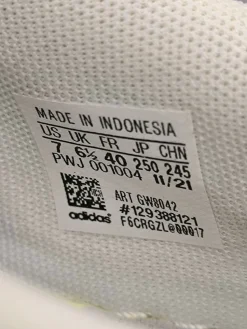 MADE IN INDONESIA
US UK FR JP CHN
7 6½ 40 250 245
PWJ 001004 11/21
ART GW8042
#129388121
F6CRGZL@00017
adidas